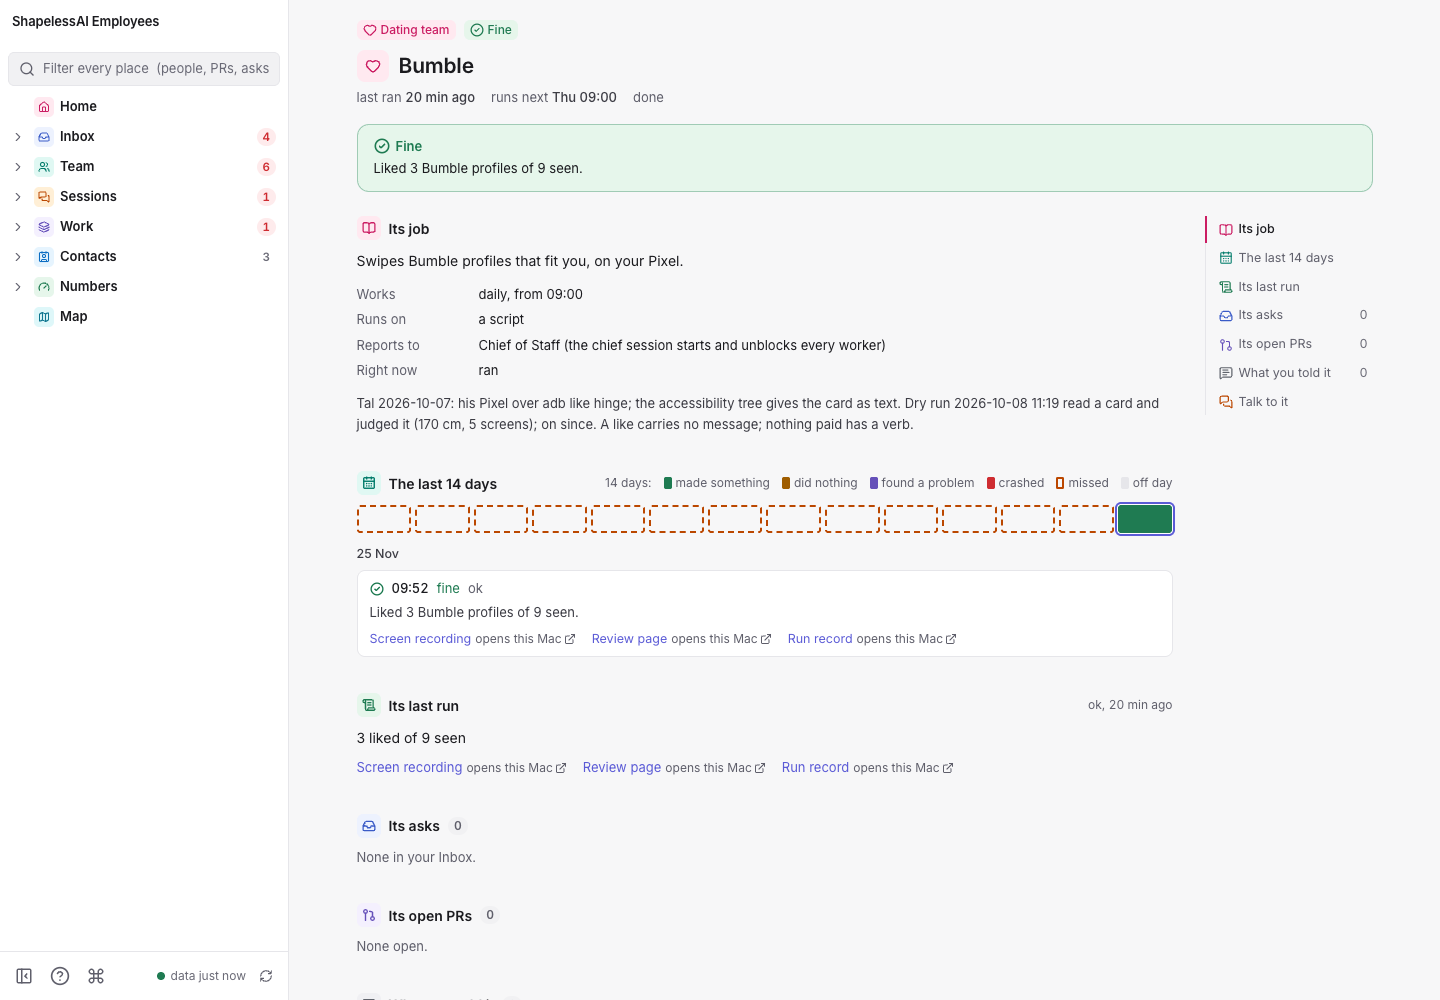 ShapelessAI Employees
Filter every place (people, PRs, asks
Home
Inbox 4
Team 6
Sessions 1
Work 1
Contacts 3
Numbers
Map
data just now
Dating team Fine
Bumble
last ran 20 min ago runs next Thu 09:00 done
Fine
Liked 3 Bumble profiles of 9 seen.
Its job
Swipes Bumble profiles that fit you, on your Pixel.
Works daily, from 09:00
Runs on a script
Reports to Chief of Staff (the chief session starts and unblocks every worker)
Right now ran
Tal 2026-10-07: his Pixel over adb like hinge; the accessibility tree gives the card as text. Dry run 2026-10-08 11:19 read a card and
judged it (170 cm, 5 screens); on since. A like carries no message; nothing paid has a verb.
The last 14 days 14 days: made something did nothing found a problem crashed missed off day
25 Nov
09:52 fine ok
Liked 3 Bumble profiles of 9 seen.
Screen recording opens this Mac Review page opens this Mac Run record opens this Mac
Its last run ok, 20 min ago
3 liked of 9 seen
Screen recording opens this Mac Review page opens this Mac Run record opens this Mac
Its asks 0
None in your Inbox.
Its open PRs 0
None open.
Its job
The last 14 days
Its last run
Its asks 0
Its open PRs 0
What you told it 0
Talk to it